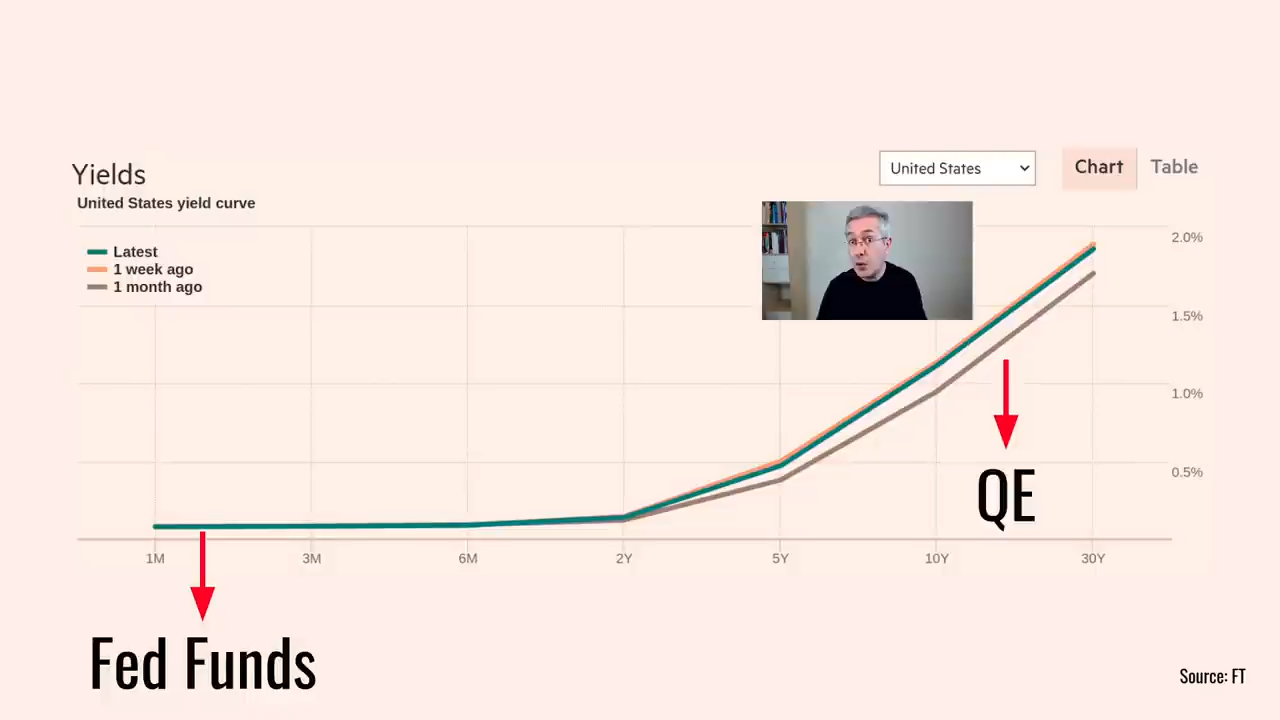 Yields
United States
Chart
Table
United States yield curve
Latest
1 week ago
1 month ago
2.0%
1.5%
1.0%
0.5%
QE
1M
3M
6M
2Y
5Y
10Y
30Y
Fed Funds
Source: FT